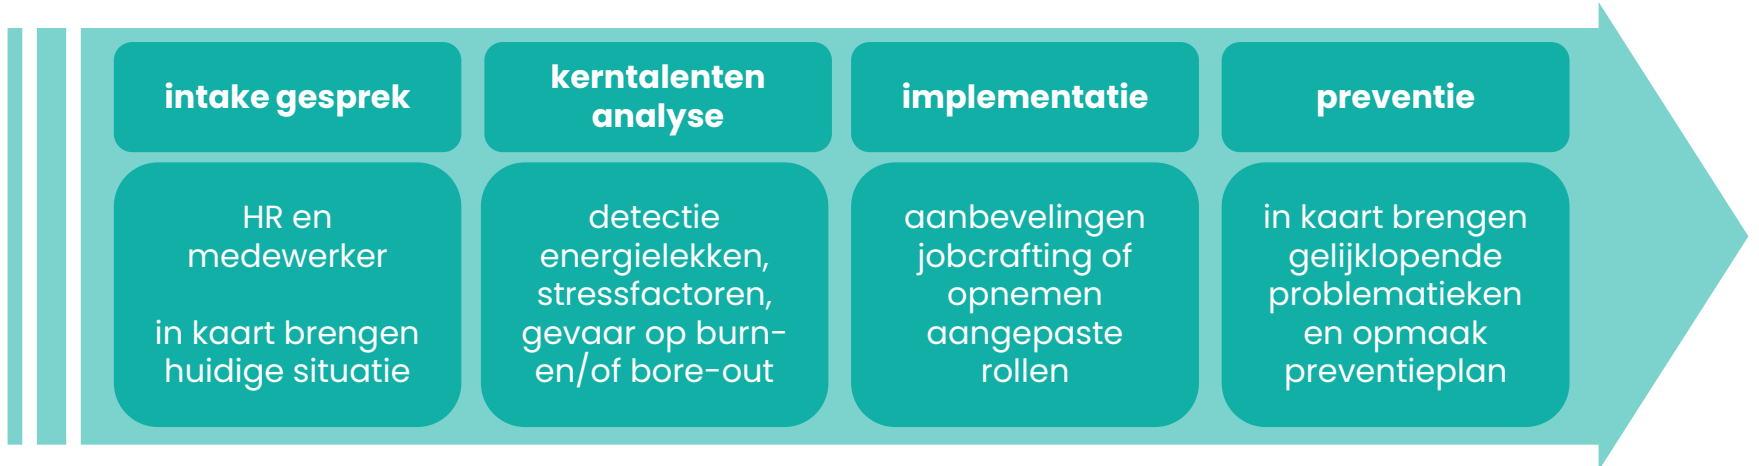 intake gesprek
HR en
medewerker
in kaart brengen
huidige situatie
kerntalenten
analyse
detectie
energielekken,
stressfactoren,
gevaar op burn-
en/of bore-out
implementatie
aanbevelingen
jobcrafting of
opnemen
aangepaste
rollen
preventie
in kaart brengen
gelijklopende
problematieken
en opmaak
preventieplan